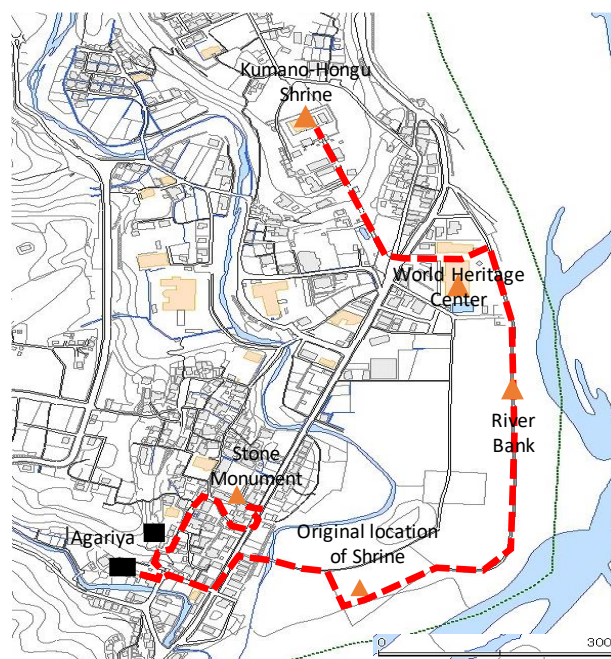 Kumano-Hongu
Shrine
World Heritage
Center
River
Bank
Stone
Monument
Agariya
Original location
of Shrine
0 300